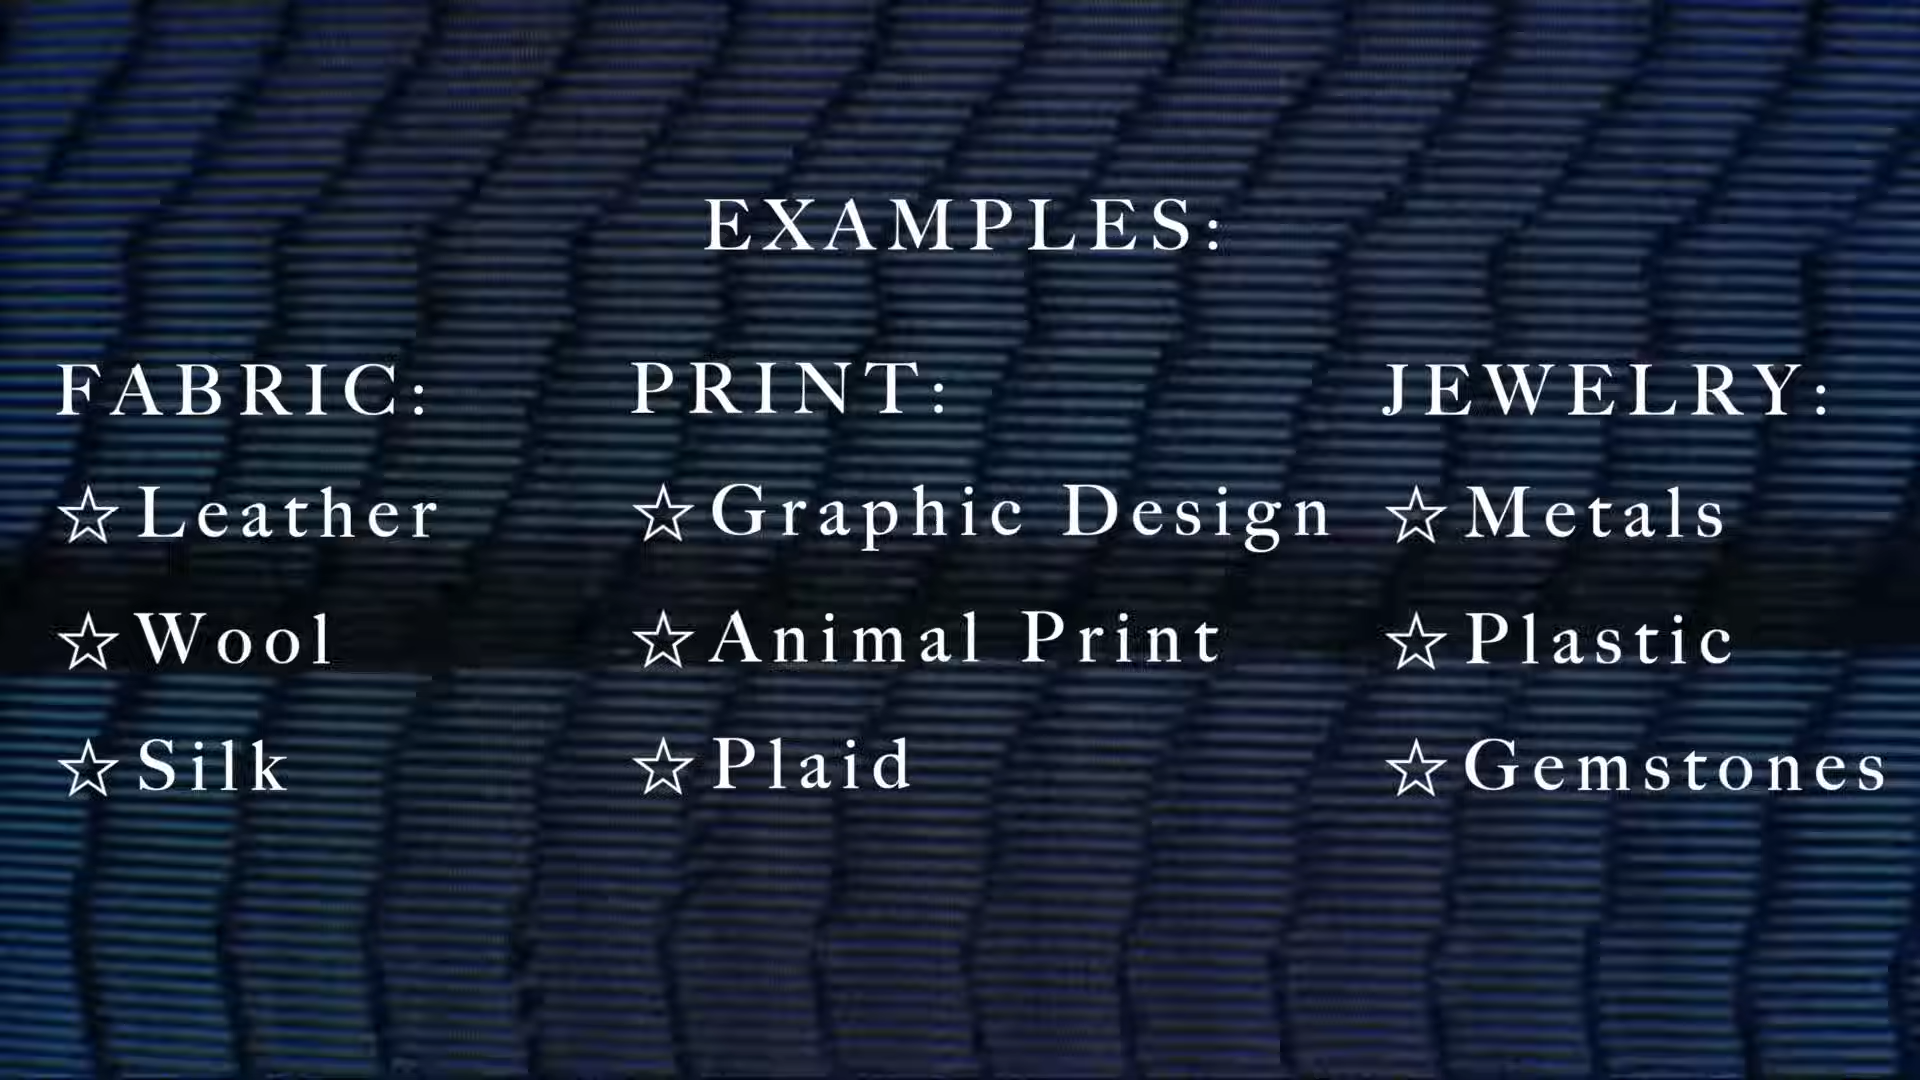 EXAMPLES:
FABRIC:
☆Leather
☆Wool
☆Silk
PRINT:
☆Graphic Design
☆Animal Print
☆Plaid
JEWELRY:
☆Metals
☆Plastic
☆Gemstones